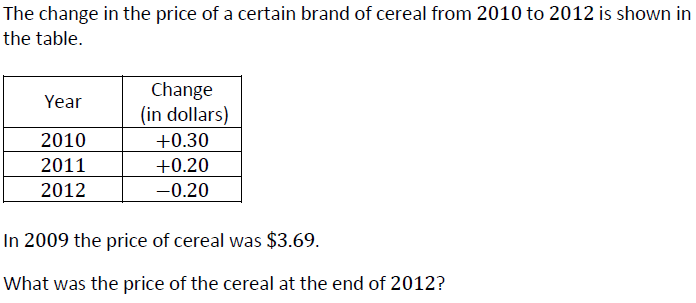 The change in the price of a certain brand of cereal from 2010 to 2012 is shown in
the table.
Year
Change
(in dollars)
2010 +0.30
2011 +0.20
2012 −0.20
In 2009 the price of cereal was $3.69.
What was the price of the cereal at the end of 2012?